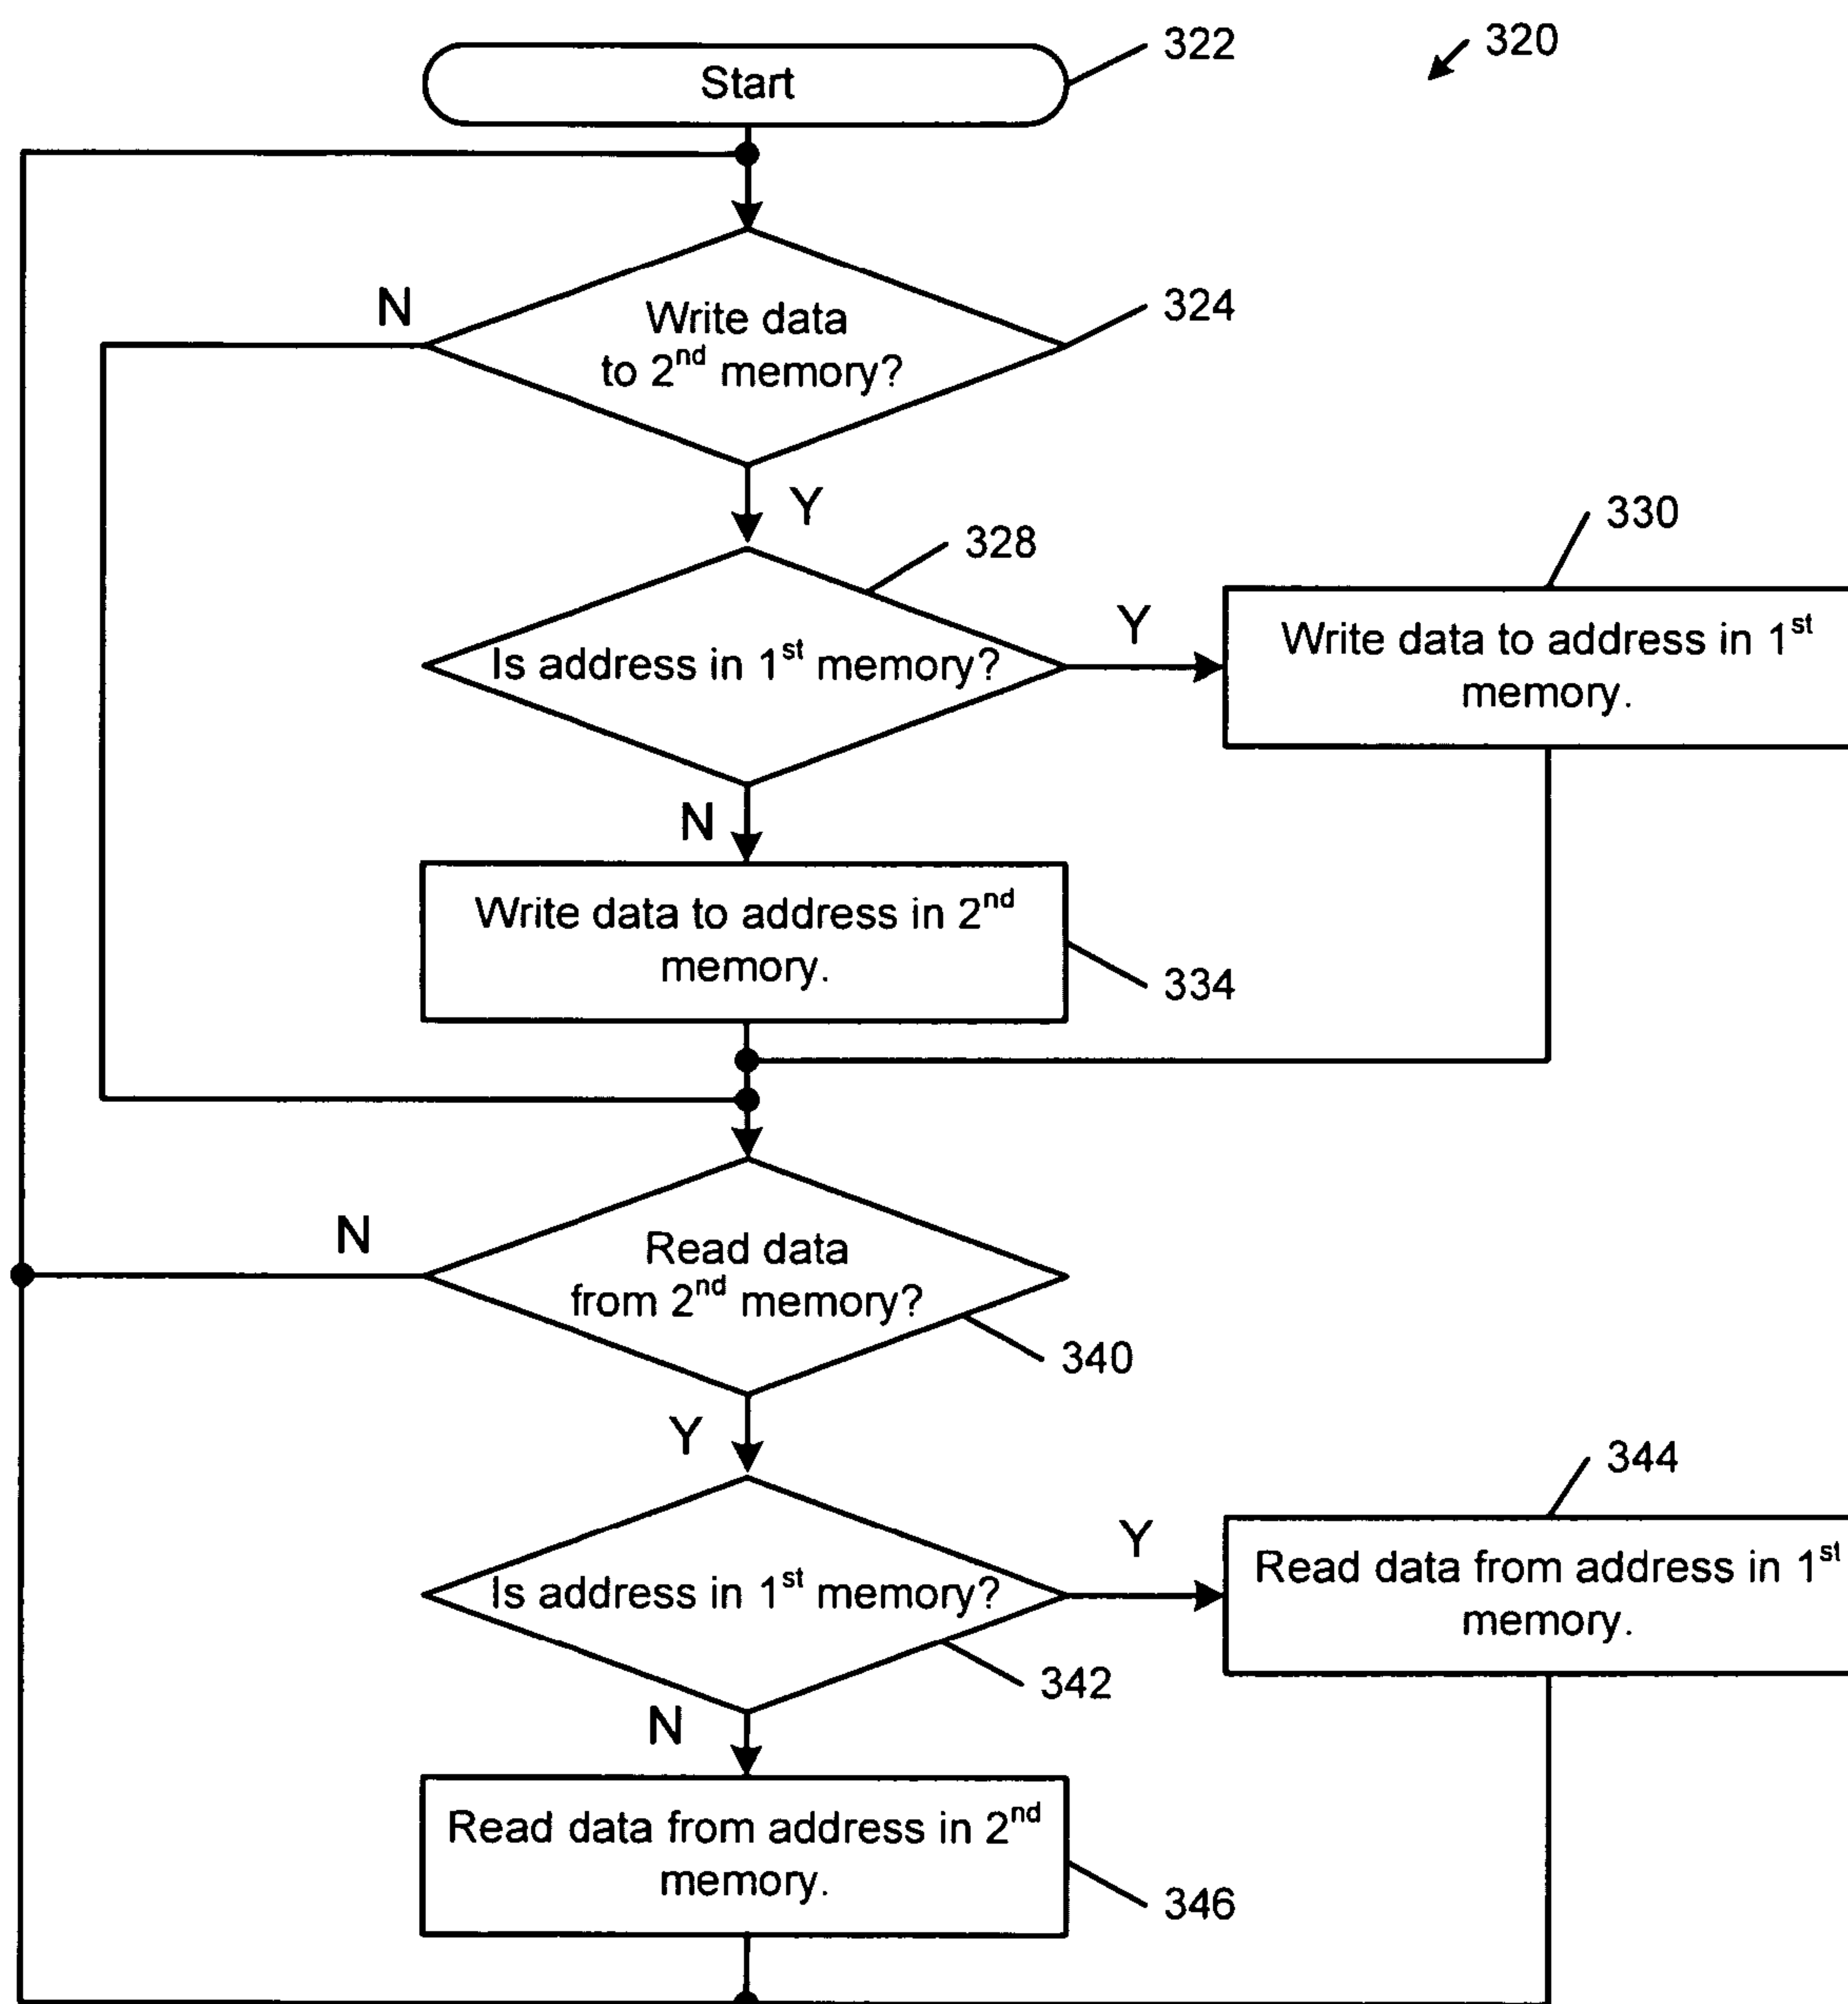 320
Start
322
N
Write data
to 2nd memory?
324
Y
328
330
Is address in 1st memory?
Y
Write data to address in 1st
memory.
N
Write data to address in 2nd
memory.
334
N
Read data
from 2nd memory?
340
Y
344
Is address in 1st memory?
Y
Read data from address in 1st
memory.
342
N
Read data from address in 2nd
memory.
346